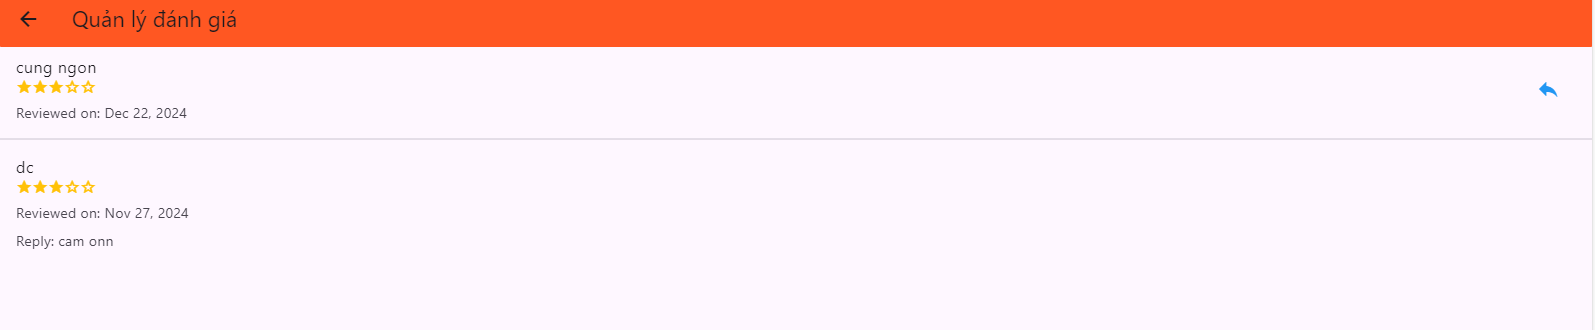 Quản lý đánh giá
cung ngon
Reviewed on: Dec 22, 2024
dc
Reviewed on: Nov 27, 2024
Reply: cam onn